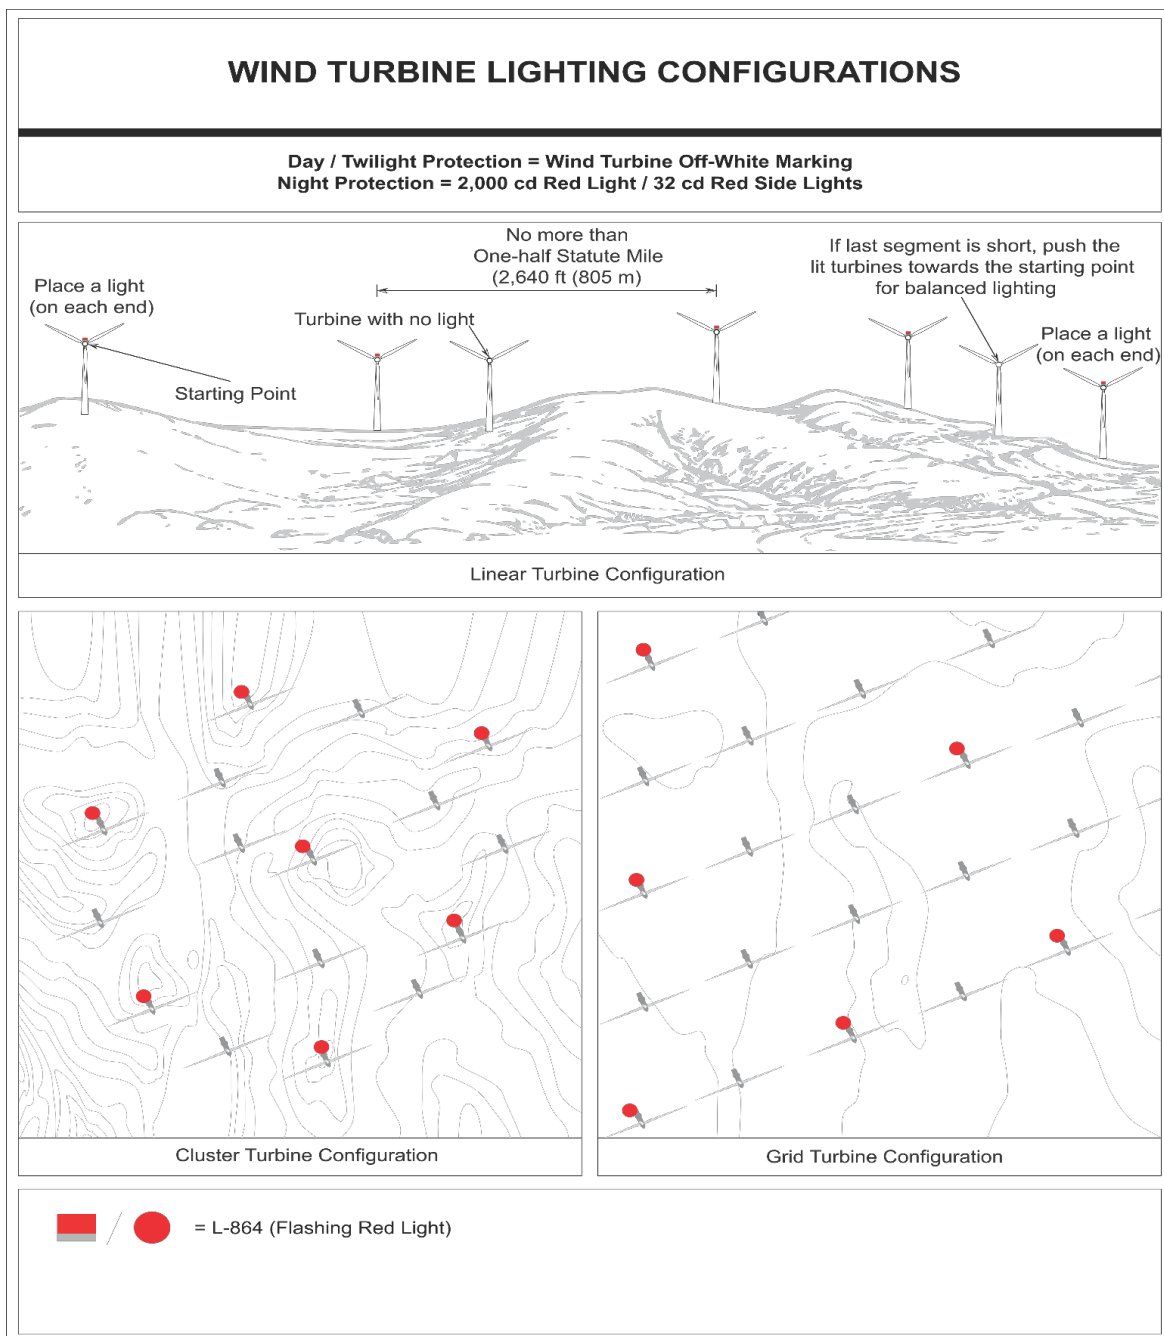 WIND TURBINE LIGHTING CONFIGURATIONS
Day / Twilight Protection = Wind Turbine Off-White Marking
Night Protection = 2,000 cd Red Light / 32 cd Red Side Lights
No more than
One-half Statute Mile
(2,640 ft (805 m)
If last segment is short, push the
lit turbines towards the starting point
for balanced lighting
Place a light
(on each end)
Turbine with no light
Place a light
(on each end)
Starting Point
Linear Turbine Configuration
Cluster Turbine Configuration
Grid Turbine Configuration
/ = L-864 (Flashing Red Light)